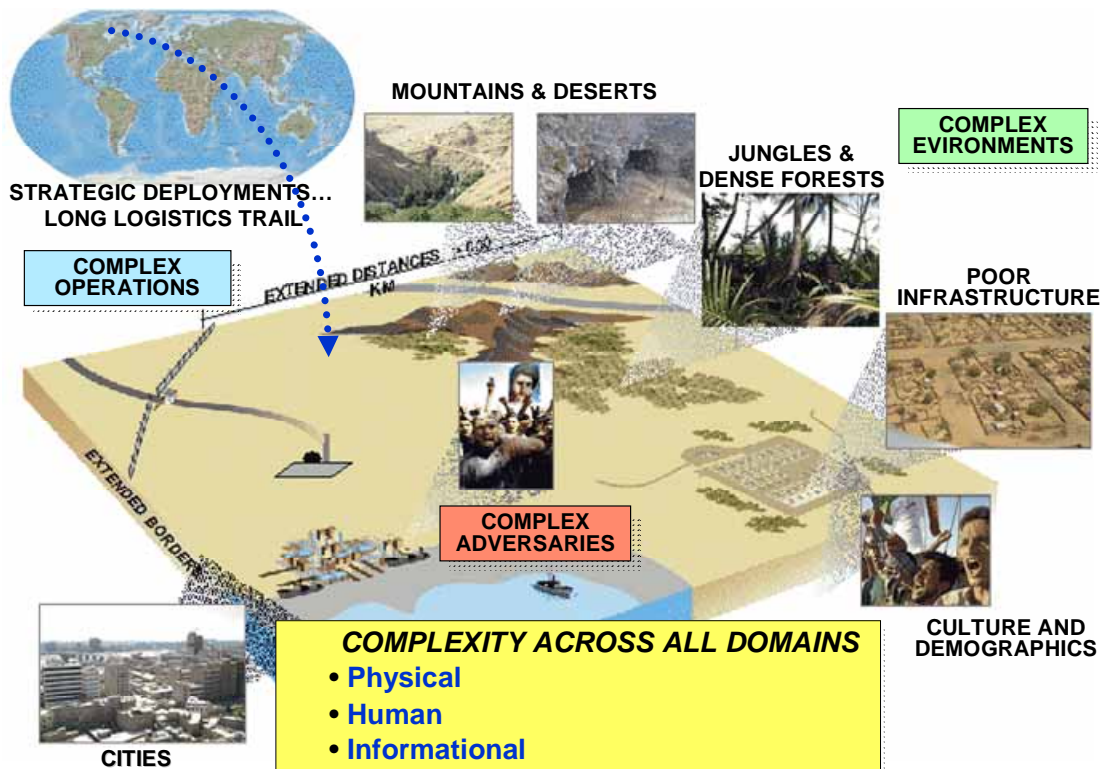 MOUNTAINS & DESERTS
COMPLEX
EVIRONMENTS
JUNGLES &
DENSE FORESTS
STRATEGIC DEPLOYMENTS…
LONG LOGISTICS TRAIL
COMPLEX
OPERATIONS
EXTENDED DISTANCES
KM
POOR
INFRASTRUCTURE
EXTENDED BORDERS
COMPLEX
ADVERSARIES
CULTURE AND
DEMOGRAPHICS
CITIES
COMPLEXITY ACROSS ALL DOMAINS
• Physical
• Human
• Informational